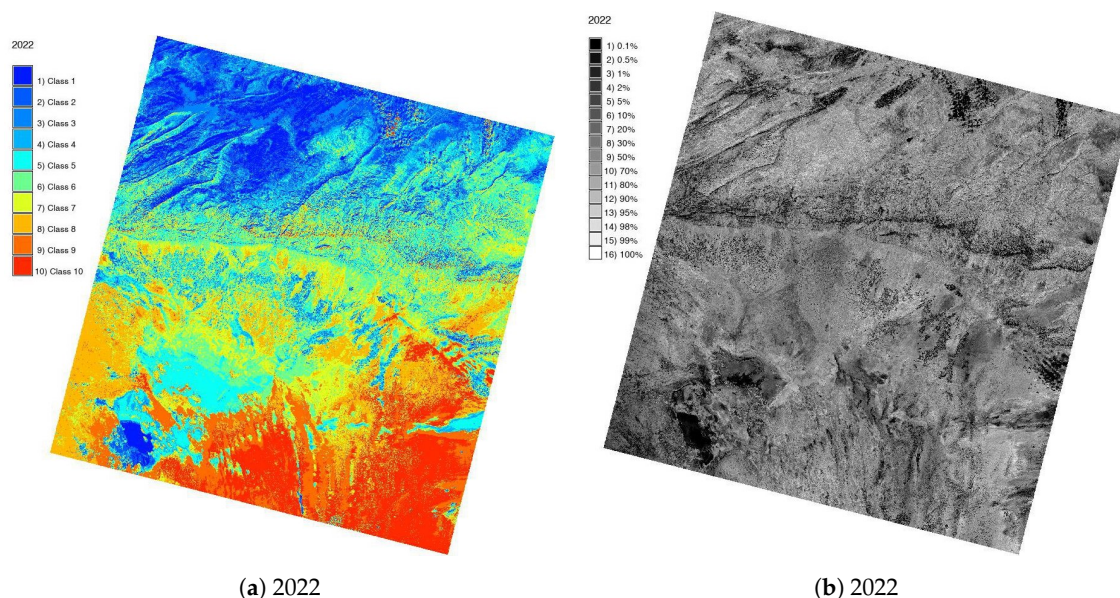 2022
1) Class 1
2) Class 2
3) Class 3
4) Class 4
5) Class 5
6) Class 6
7) Class 7
8) Class 8
9) Class 9
10) Class 10
(a) 2022
2022
1) 0.1%
2) 0.5%
3) 1%
4) 2%
5) 5%
6) 10%
7) 20%
8) 30%
9) 50%
10) 70%
11) 80%
12) 90%
13) 95%
14) 98%
15) 99%
16) 100%
(b) 2022